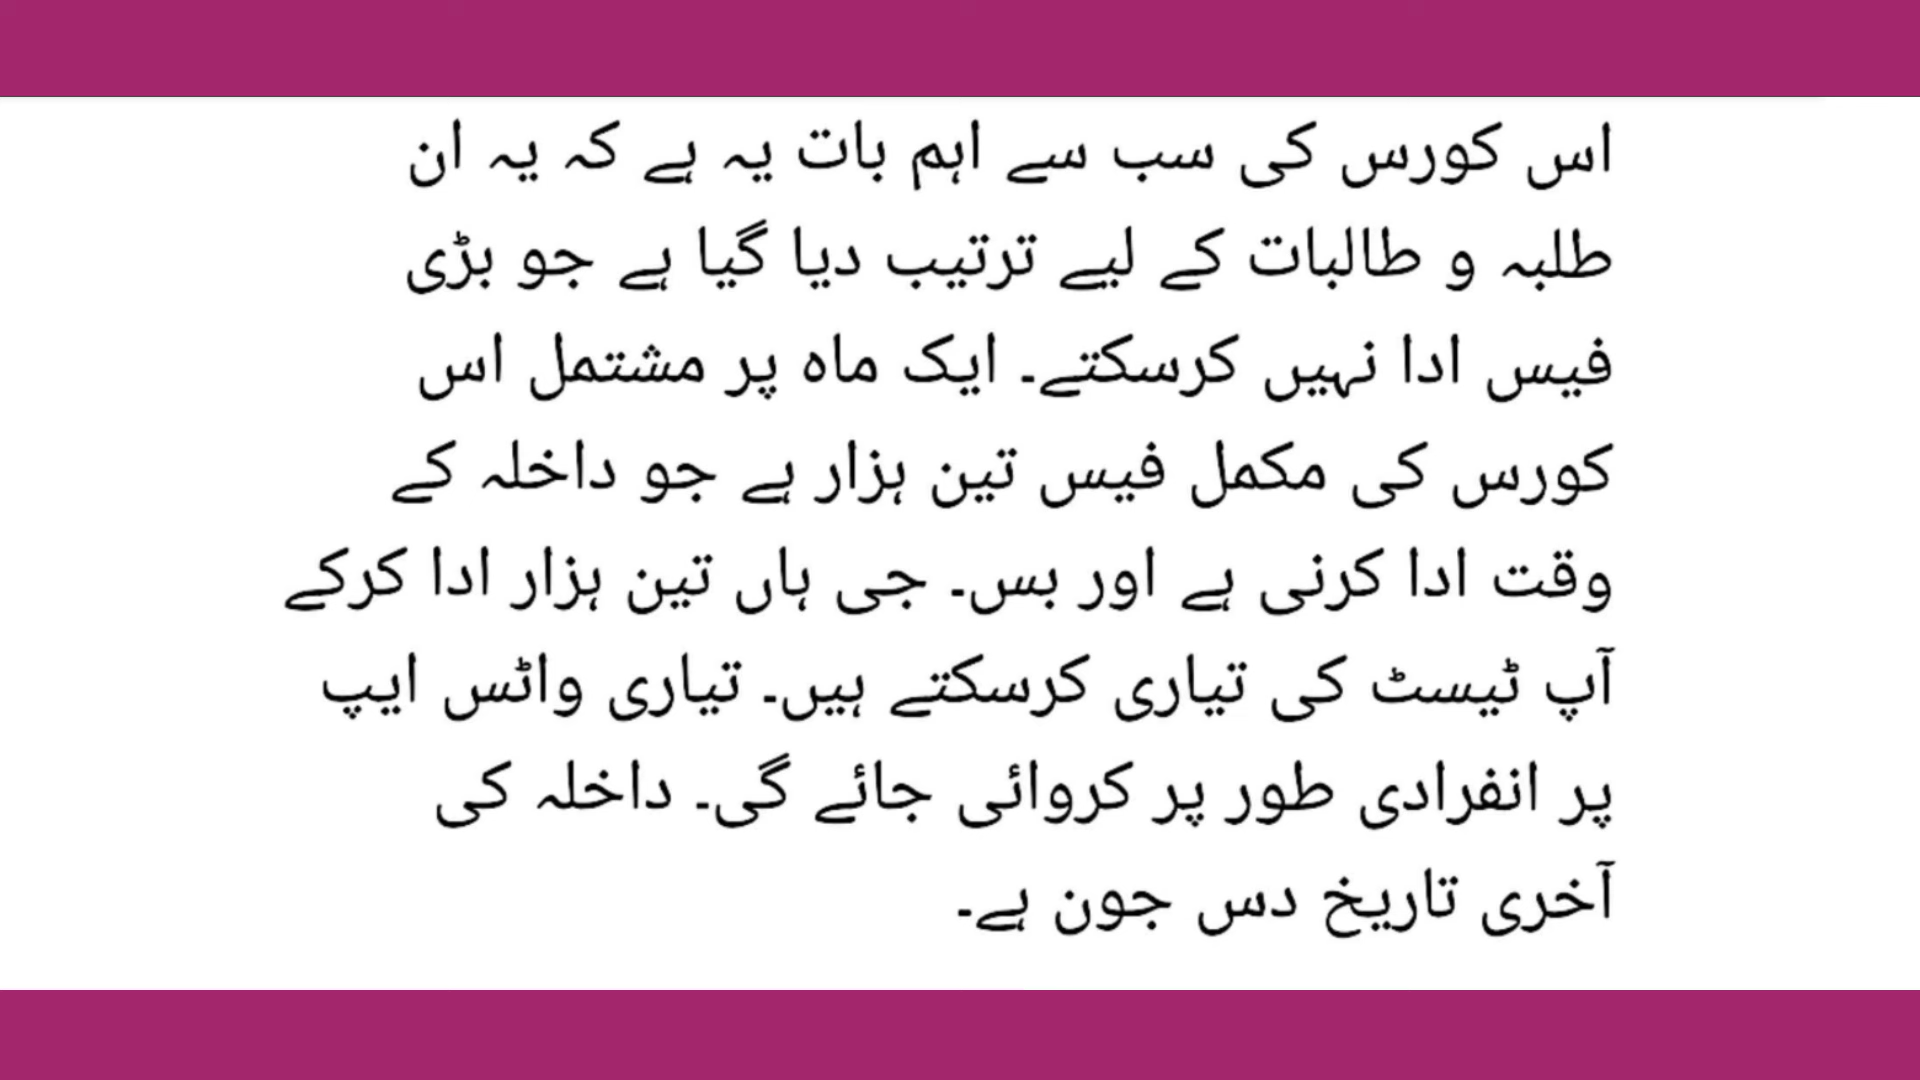 اس کورس کی سب سے اہم بات یہ ہے کہ یہ ان
طلبہ و طالبات کے لیے ترتیب دیا گیا ہے جو بڑی
فیس ادا نہیں کرسکتے۔ ایک ماہ پر مشتمل اس
کورس کی مکمل فیس تین ہزار ہے جو داخلہ کے
وقت ادا کرنی ہے اور بس۔ جی ہاں تین ہزار ادا کرکے
آپ ٹیسٹ کی تیاری کرسکتے ہیں۔ تیاری واٹس ایپ
پر انفرادی طور پر کروائی جائے گی۔ داخلہ کی
آخری تاریخ دس جون ہے۔